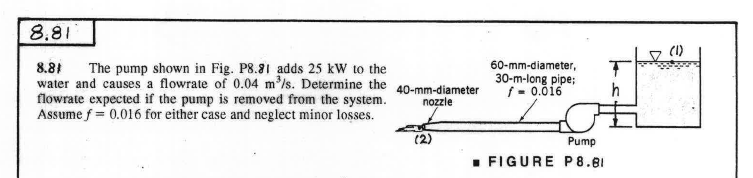 8.81
8.81 The pump shown in Fig. P8.81 adds 25 kW to the
water and causes a flowrate of 0.04 m³/s. Determine the
flowrate expected if the pump is removed from the system.
Assume f = 0.016 for either case and neglect minor losses.
60-mm-diameter,
30-m-long pipe;
f = 0.016
40-mm-diameter
nozzle
(1)
h
(2)
Pump
■ FIGURE P8.81